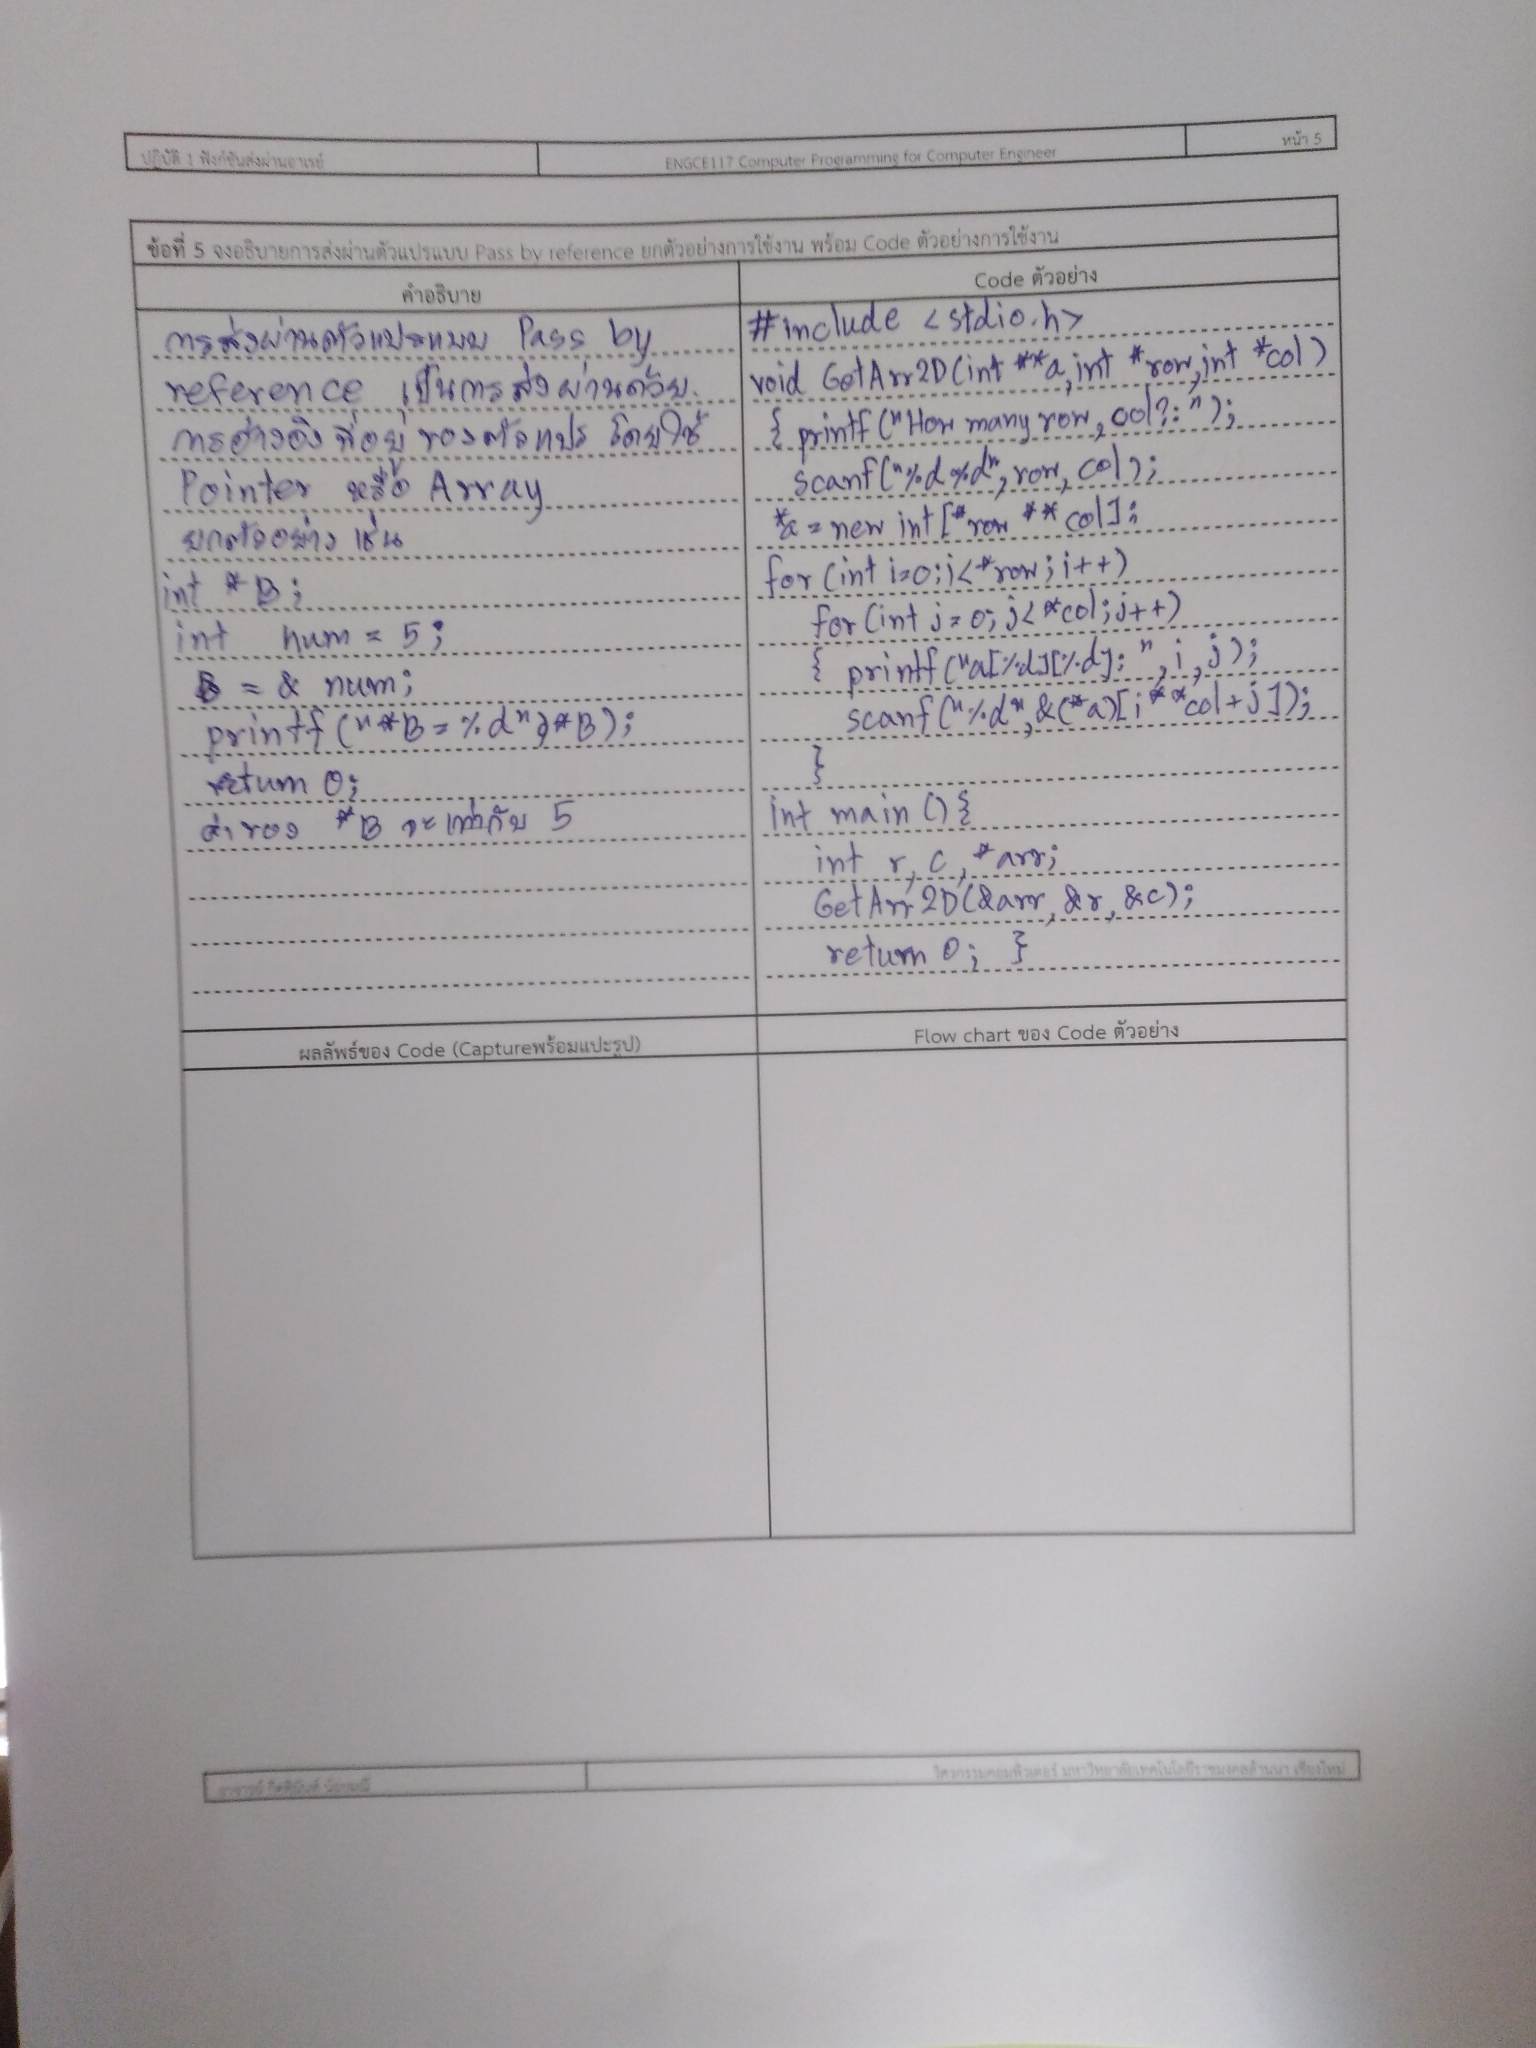 ปฏิบัติ 1 ฟังก์ชันส่งผ่านอาเรย์
ENGCE117 Computer Programming for Computer Engineer
หน้า 5
ข้อที่ 5 จงอธิบายการส่งผ่านตัวแปรแบบ Pass by reference ยกตัวอย่างการใช้งาน พร้อม Code ตัวอย่างการใช้งาน
คำอธิบาย
การส่งผ่านตัวแปรแบบ Pass by
reference เป็นการส่งผ่านด้วย
การอ้างอิงที่อยู่ของตัวแปร โดยใช้
Pointer หรือ Array
ยกตัวอย่าง เช่น
int *B;
int num = 5;
B = & num;
printf("*B = %d",*B);
return 0;
ค่าของ *B จะเท่ากับ 5
Code ตัวอย่าง
#include <stdio.h>
void GetArr2D(int **a,int *row,int *col)
{ printf("How many row, col?:");
scanf("%d %d",row,col);
*a = new int[*row **col];
for(int i=0;i<*row;i++)
for(int j=0;j<*col;j++)
{ printf("a[%d][%d]: ",i,j);
scanf("%d",&(*a)[i**col+j]);
}
}
int main (){
int r, c, *arr;
GetArr2D(&arr, &r, &c);
return 0; }
ผลลัพธ์ของ Code (Captureพร้อมแปะรูป)
Flow chart ของ Code ตัวอย่าง
วิศวกรรมคอมพิวเตอร์ มหาวิทยาลัยเทคโนโลยีราชมงคลล้านนา เชียงใหม่